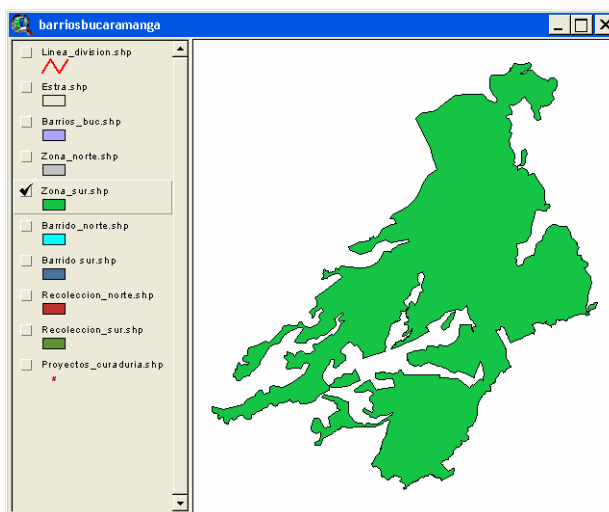 barriosbucaramanga
Linea_division.shp
Estra.shp
Barrios_buc.shp
Zona_norte.shp
Zona_sur.shp
Barrido_norte.shp
Barrido sur.shp
Recoleccion_norte.shp
Recoleccion_sur.shp
Proyectos_curaduria.shp